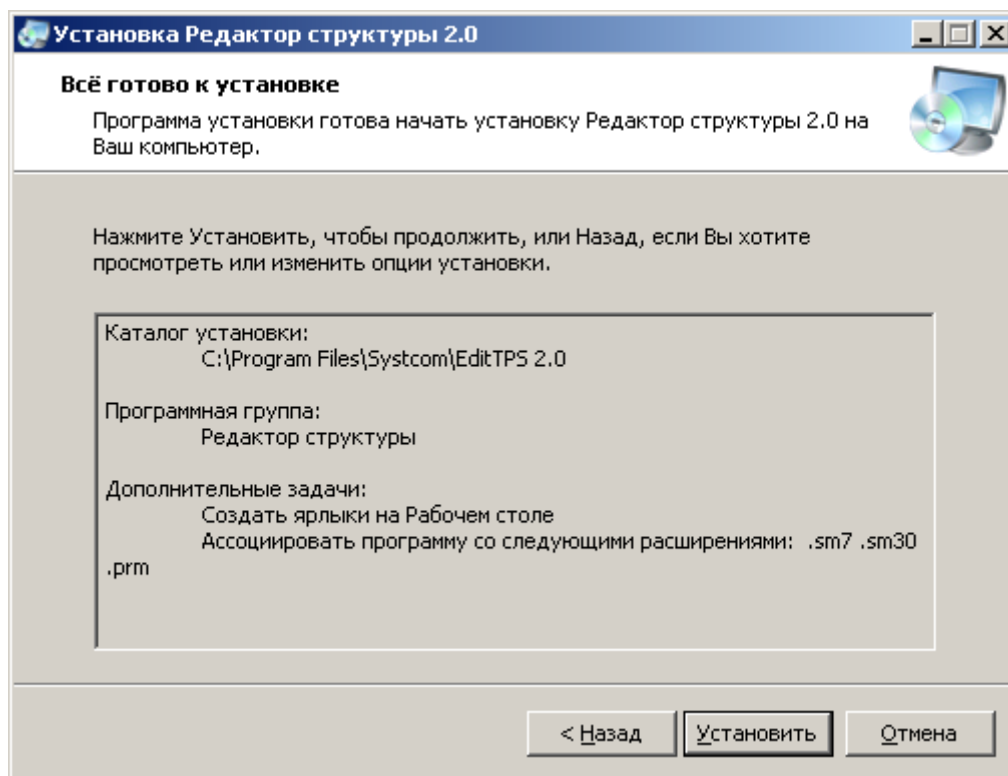 Установка Редактор структуры 2.0
Всё готово к установке
Программа установки готова начать установку Редактор структуры 2.0 на
Ваш компьютер.
Нажмите Установить, чтобы продолжить, или Назад, если Вы хотите
просмотреть или изменить опции установки.
Каталог установки:
C:\Program Files\Systcom\EditTPS 2.0
Программная группа:
Редактор структуры
Дополнительные задачи:
Создать ярлыки на Рабочем столе
Ассоциировать программу со следующими расширениями: .sm7 .sm30
.prm
< Назад
Установить
Отмена